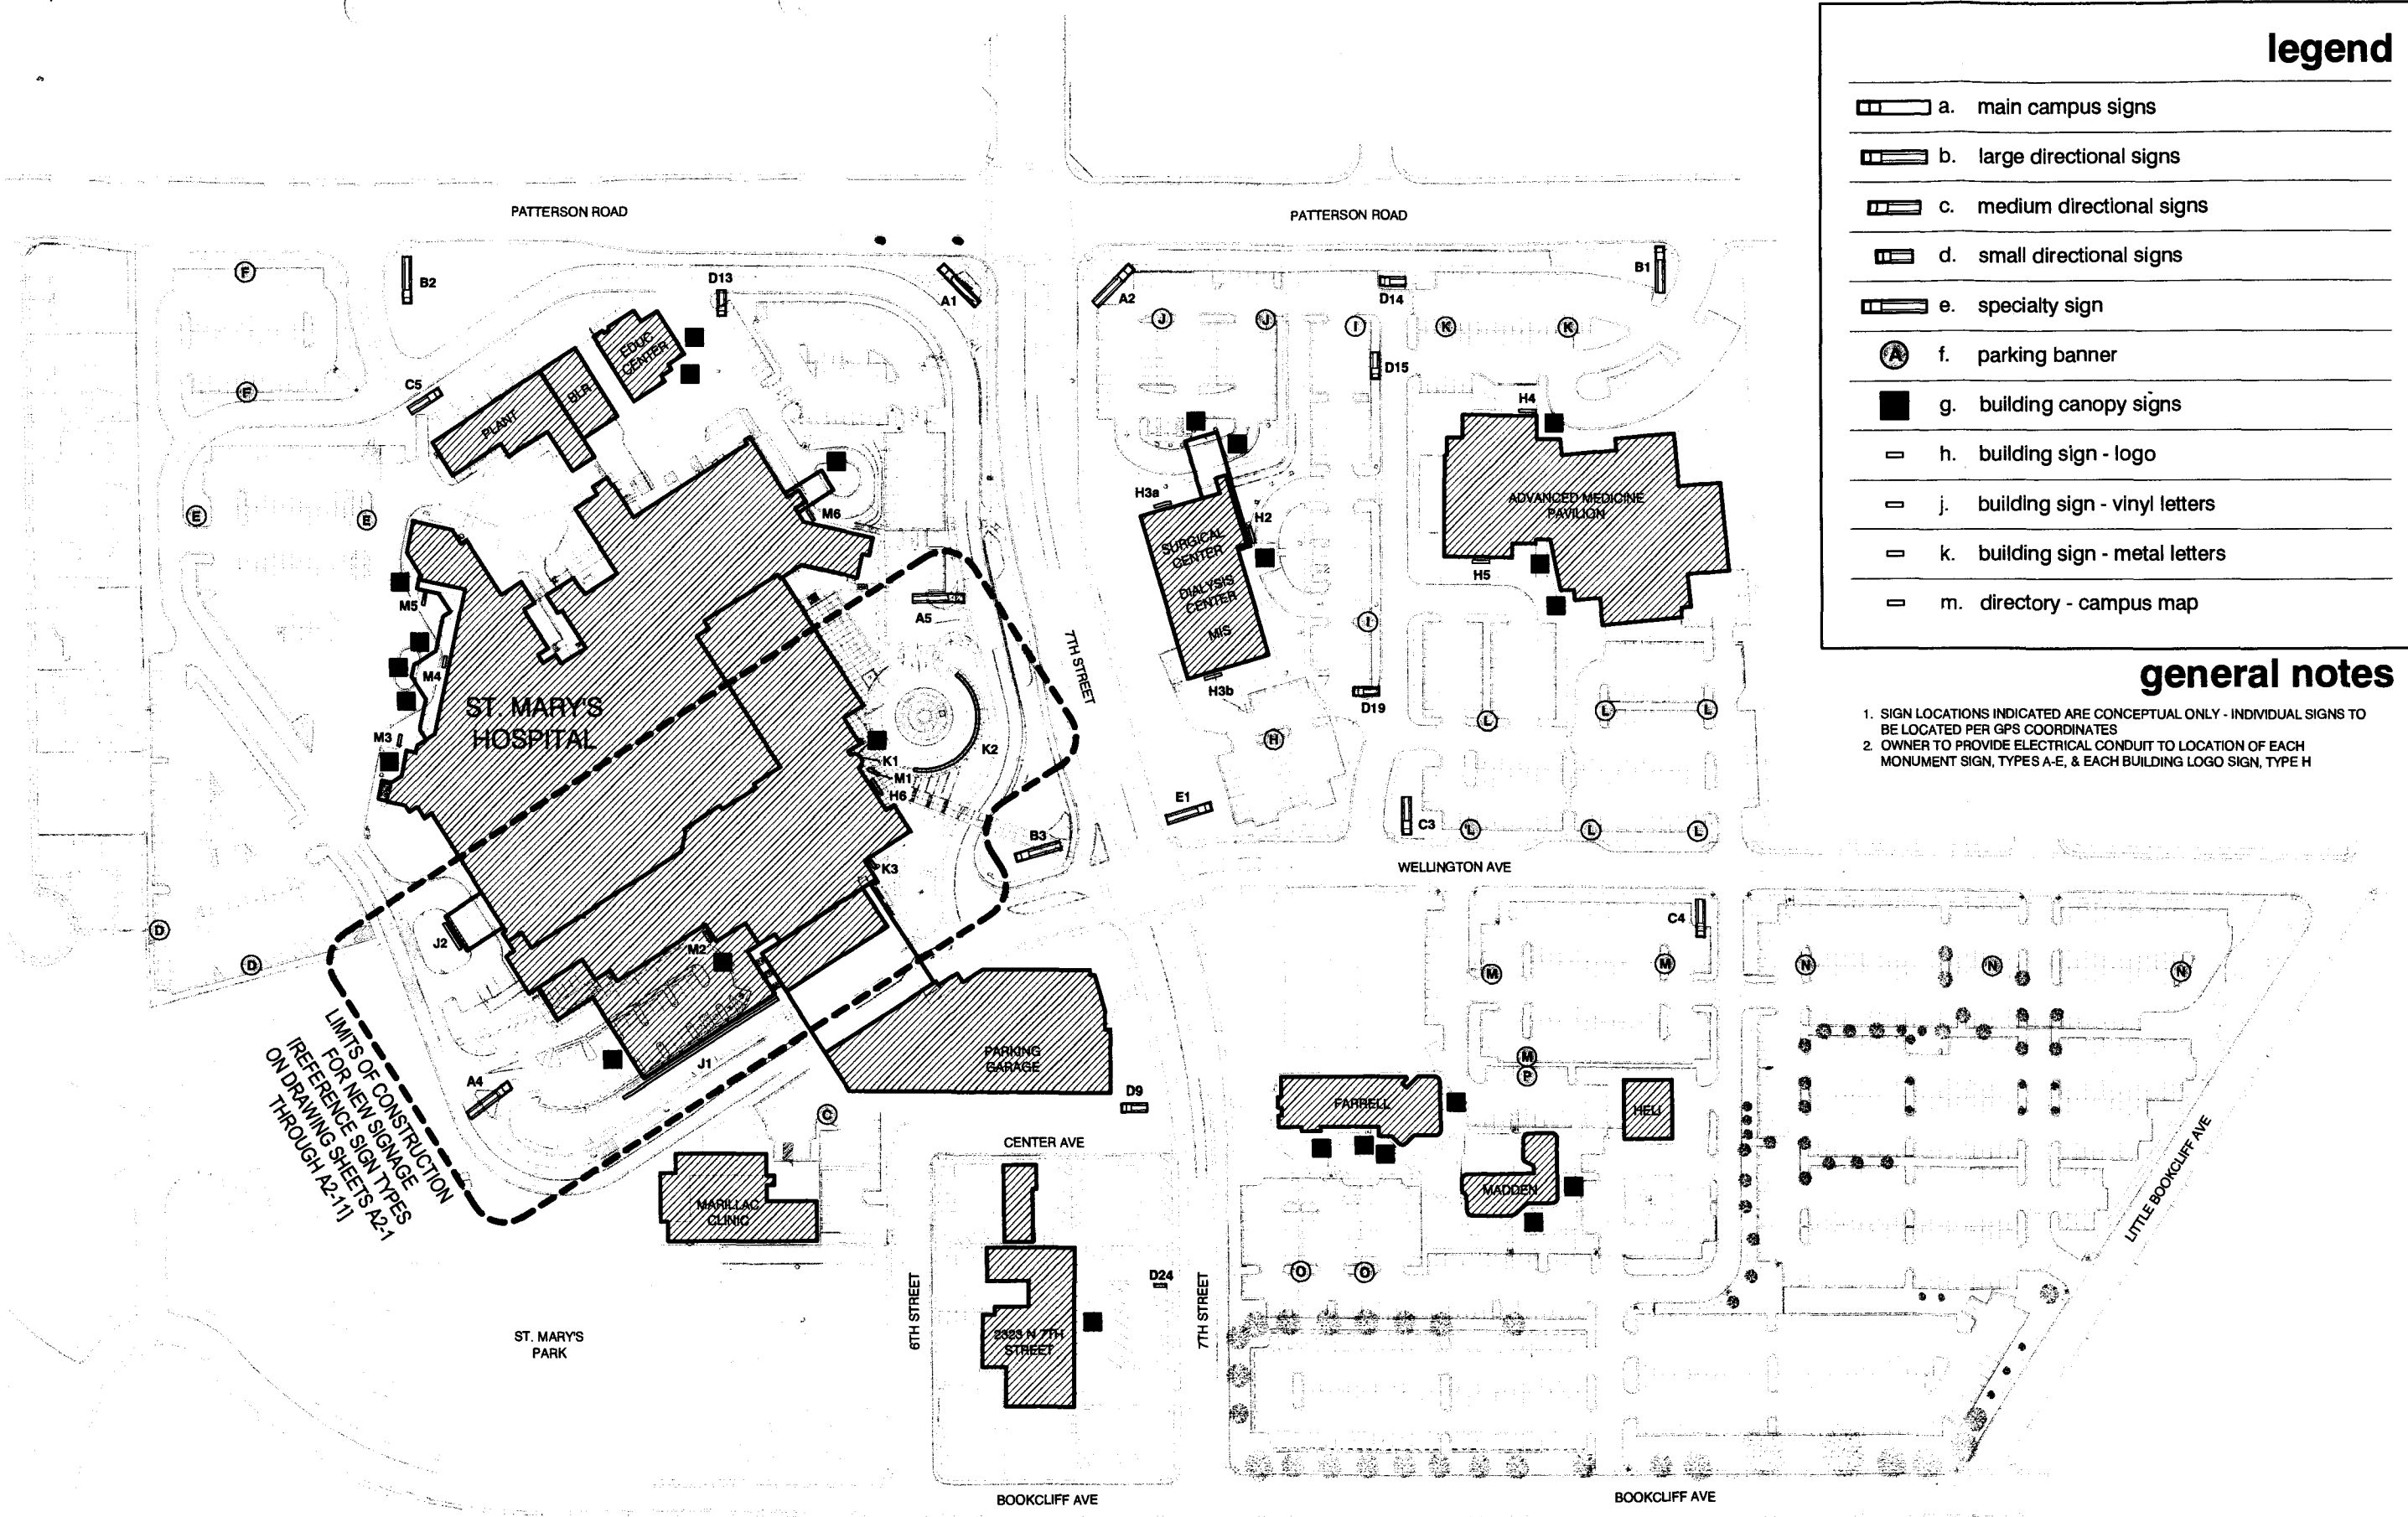 legend
a. main campus signs
b. large directional signs
c. medium directional signs
d. small directional signs
e. specialty sign
A f. parking banner
g. building canopy signs
h. building sign - logo
j. building sign - vinyl letters
k. building sign - metal letters
m. directory - campus map
general notes
1. SIGN LOCATIONS INDICATED ARE CONCEPTUAL ONLY - INDIVIDUAL SIGNS TO
BE LOCATED PER GPS COORDINATES
2. OWNER TO PROVIDE ELECTRICAL CONDUIT TO LOCATION OF EACH
MONUMENT SIGN, TYPES A-E, & EACH BUILDING LOGO SIGN, TYPE H
PATTERSON ROAD
PATTERSON ROAD
F
B2
D13
A1
A2
D14
B1
J
J
I
K
K
EDUC
CENTER
D15
F
C5
BLR
PLANT
H4
E
E
M6
H3a
H2
ADVANCED MEDICINE
PAVILION
SURGICAL
CENTER
DIALYSIS
CENTER
MIS
H5
M5
A5
I
7TH STREET
M4
H3b
D19
L
L
L
ST. MARY'S
HOSPITAL
M3
K2
H
K1
M1
H6
E1
C3
L
L
L
B3
WELLINGTON AVE
K3
C4
D
D
J2
M2
M
M
N
N
N
LIMITS OF CONSTRUCTION
FOR NEW SIGNAGE
[REFERENCE SIGN TYPES
ON DRAWING SHEETS A2-1
THROUGH A2-11]
J1
A4
PARKING
GARAGE
M
P
C
D9
FARRELL
HELI
CENTER AVE
MADDEN
MARILLAC
CLINIC
LITTLE BOOKCLIFF AVE
D24
O
O
6TH STREET
7TH STREET
ST. MARY'S
PARK
2323 N 7TH
STREET
BOOKCLIFF AVE
BOOKCLIFF AVE